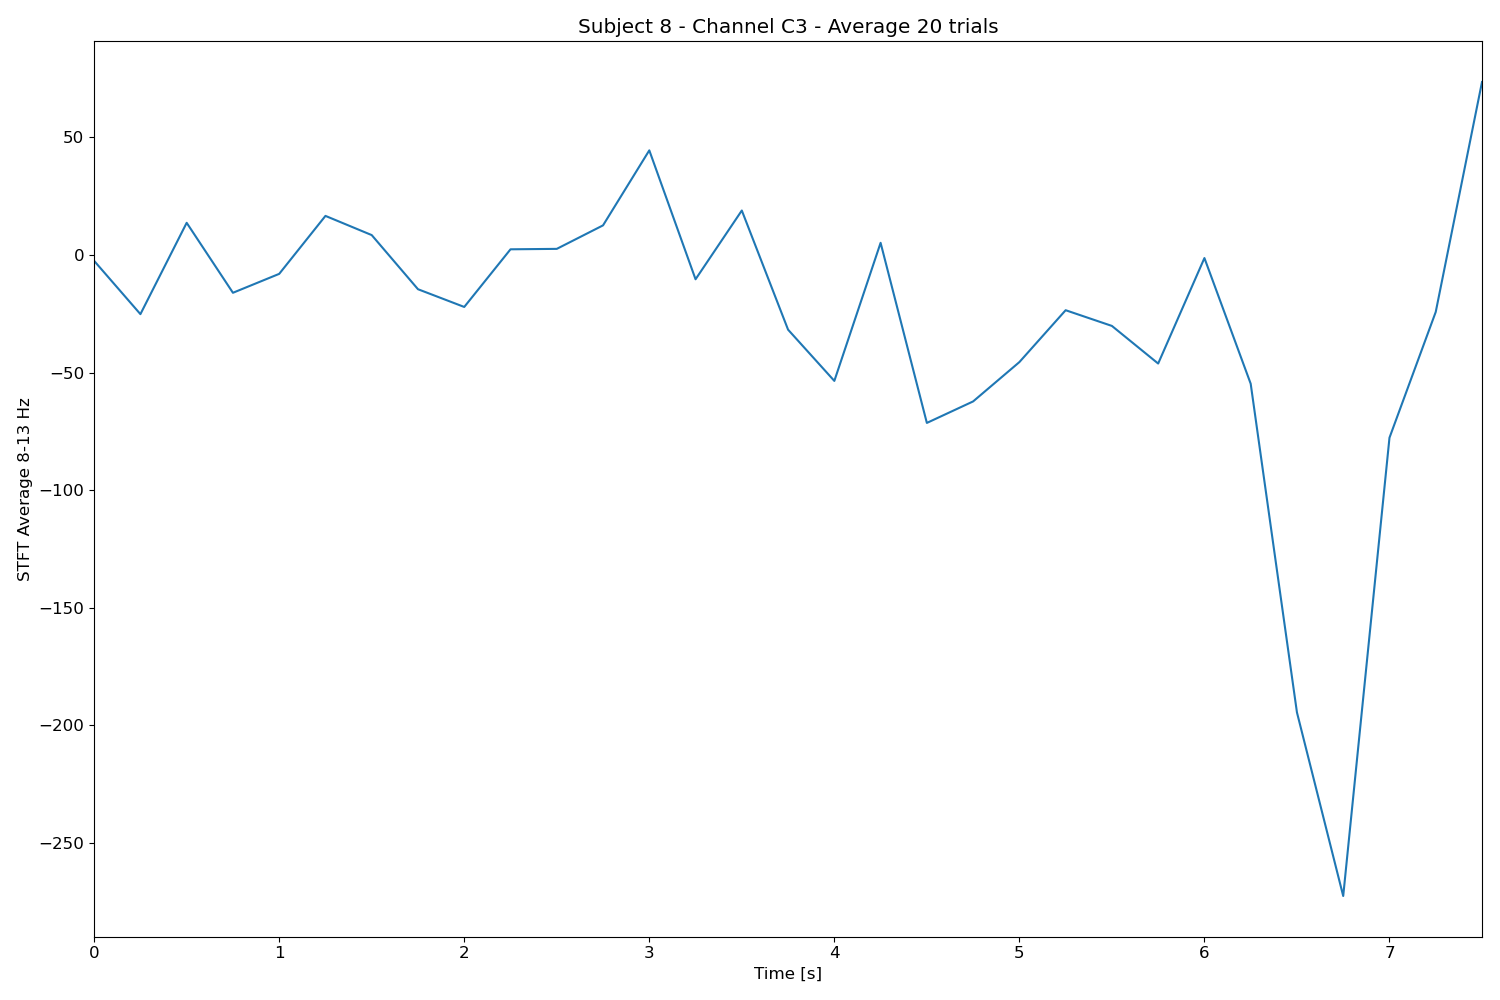 Subject 8 - Channel C3 - Average 20 trials
STFT Average 8-13 Hz
50
0
−50
−100
−150
−200
−250
0 1 2 3 4 5 6 7
Time [s]